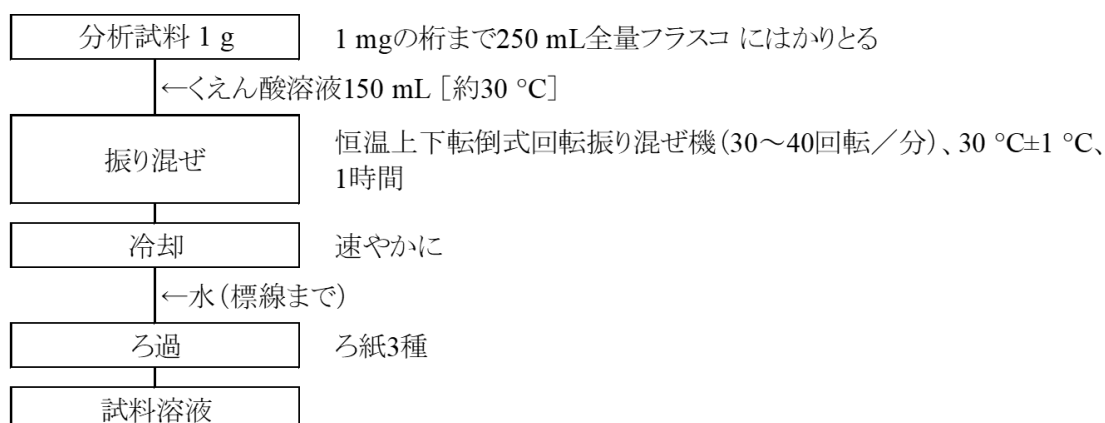 分析試料 1 g
1 mgの桁まで250 mL全量フラスコ にはかりとる
←くえん酸溶液150 mL［約30 °C］
振り混ぜ
恒温上下転倒式回転振り混ぜ機（30～40回転／分）、30 °C±1 °C、
1時間
冷却
速やかに
←水（標線まで）
ろ過
ろ紙3種
試料溶液